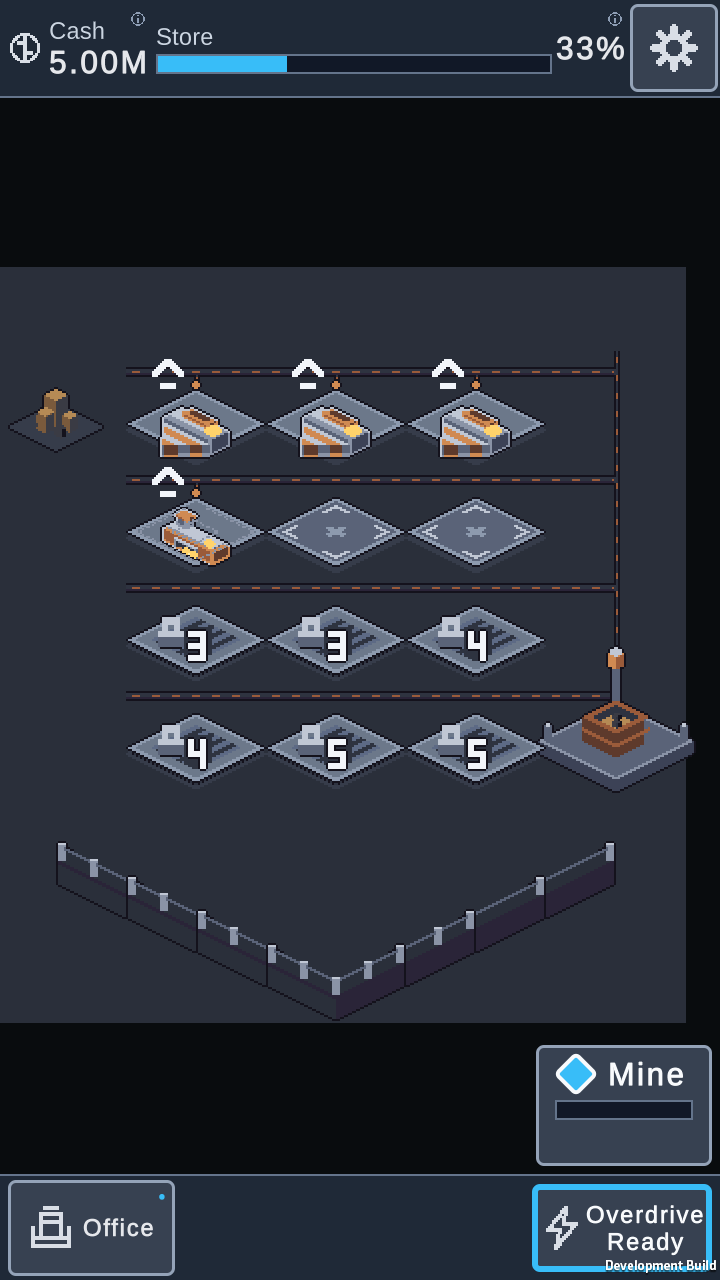 Cash
5.00M
Store
33%
3
3
4
4
5
5
Mine
Office
Overdrive
Ready
Development Build